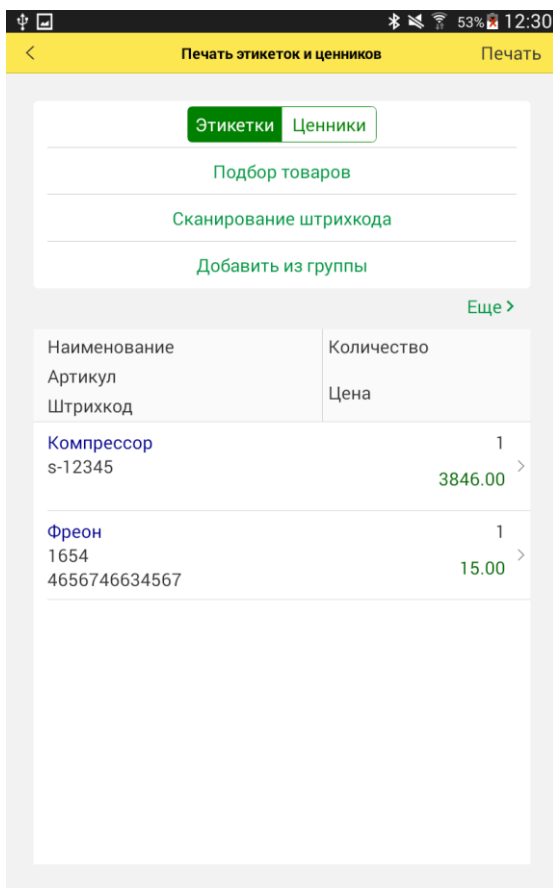 53% 12:30
Печать этикеток и ценников Печать
Этикетки Ценники
Подбор товаров
Сканирование штрихкода
Добавить из группы
Еще
Наименование Количество
Артикул
Цена
Штрихкод
Компрессор 1
s-12345
3846.00
Фреон 1
1654
15.00
4656746634567